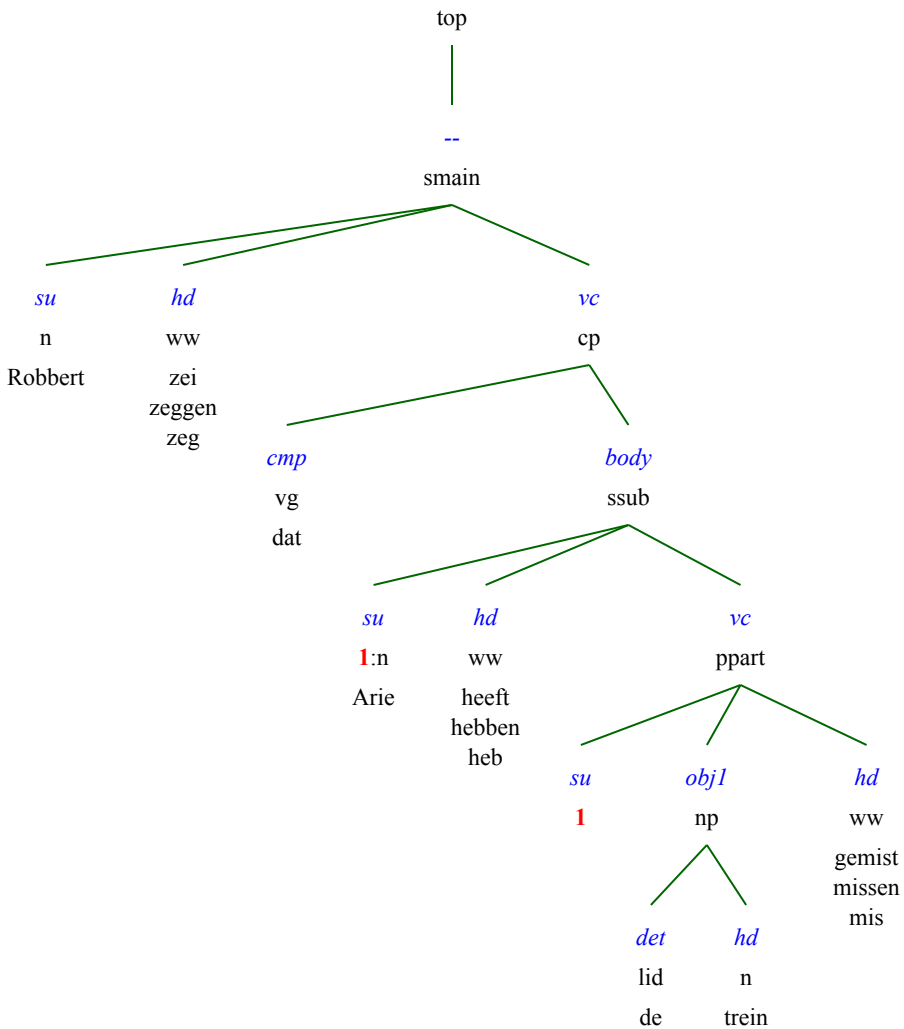 top
--
smain
su hd vc
n ww cp
Robbert zei
zeggen
zeg
cmp body
vg ssub
dat
su hd vc
1:n ww ppart
Arie heeft
hebben
heb
su obj1 hd
1 np ww
gemist
missen
mis
det hd
lid n
de trein